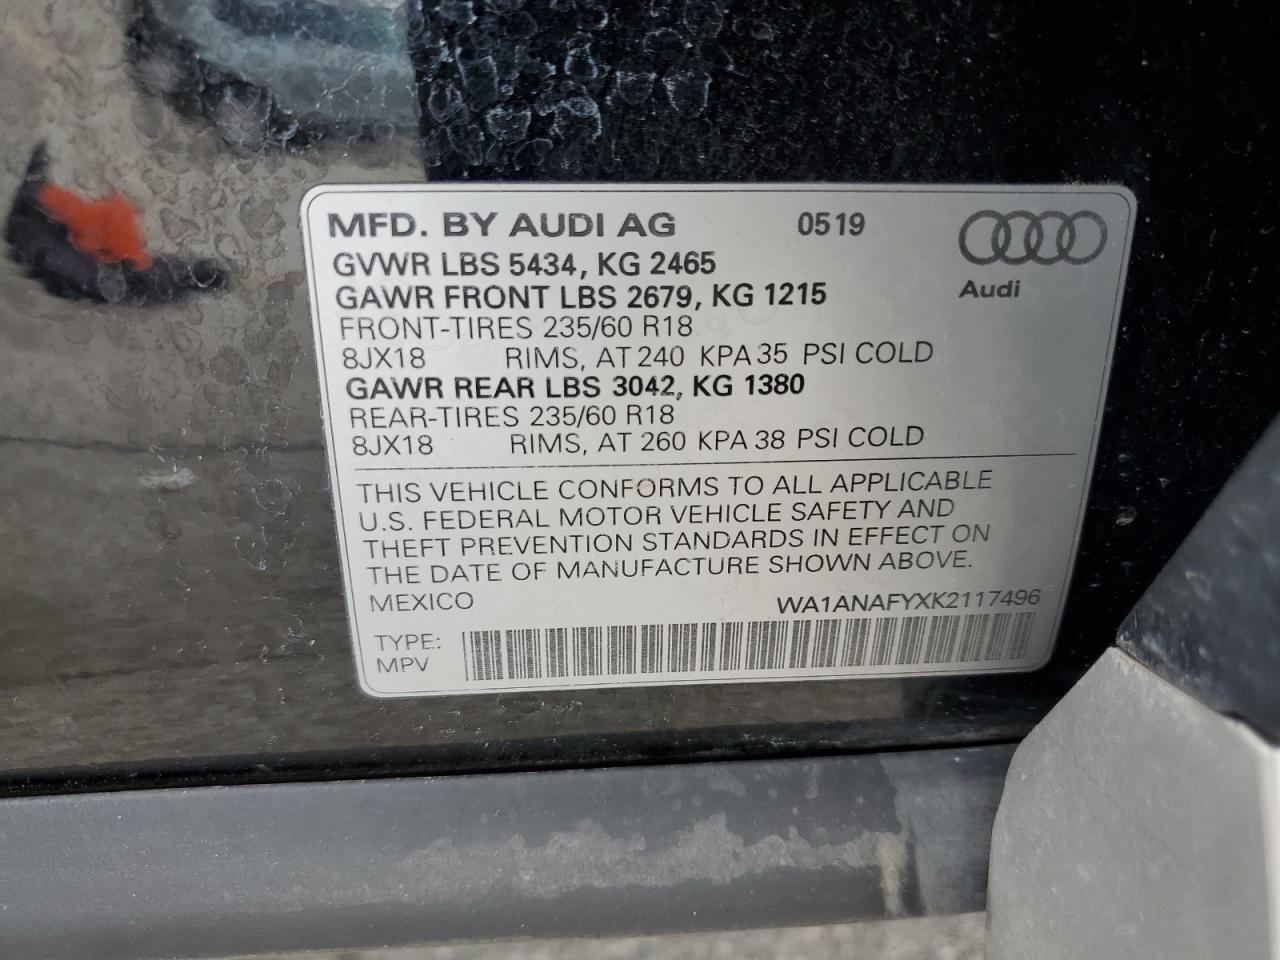 MFD. BY AUDI AG 0519
GVWR LBS 5434, KG 2465
GAWR FRONT LBS 2679, KG 1215
Audi
FRONT-TIRES 235/60 R18
8JX18 RIMS, AT 240 KPA 35 PSI COLD
GAWR REAR LBS 3042, KG 1380
REAR-TIRES 235/60 R18
8JX18 RIMS, AT 260 KPA 38 PSI COLD
THIS VEHICLE CONFORMS TO ALL APPLICABLE
U.S. FEDERAL MOTOR VEHICLE SAFETY AND
THEFT PREVENTION STANDARDS IN EFFECT ON
THE DATE OF MANUFACTURE SHOWN ABOVE.
MEXICO WA1ANAFYXK2117496
TYPE:
MPV